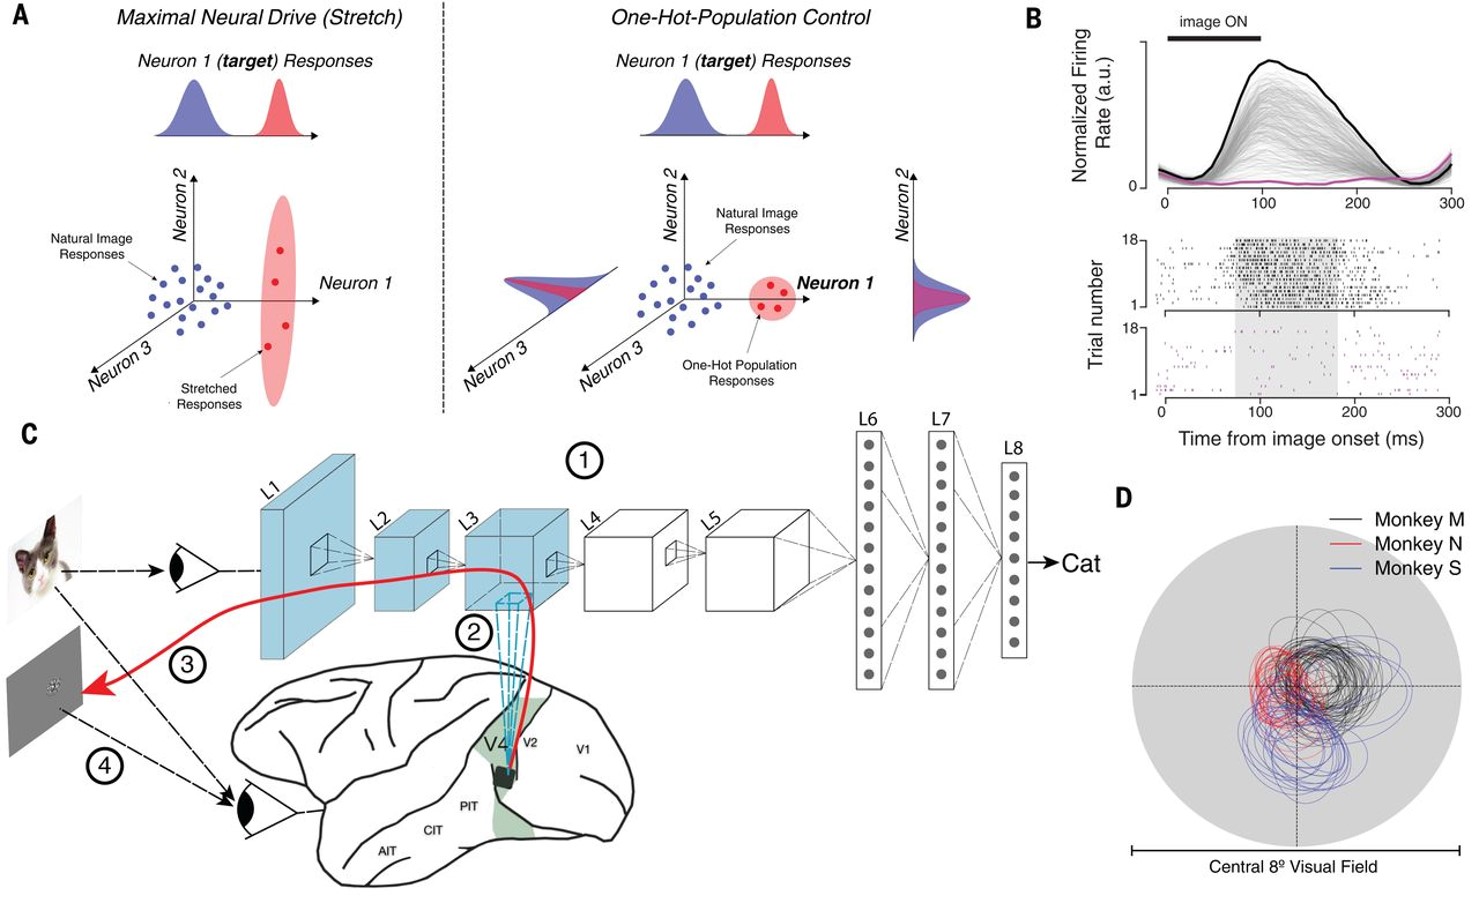 A
Maximal Neural Drive (Stretch)
Neuron 1 (target) Responses
Neuron 2
Natural Image
Responses
Neuron 1
Neuron 3
Stretched
Responses
One-Hot-Population Control
Neuron 1 (target) Responses
Neuron 2
Natural Image
Responses
Neuron 1
Neuron 3
Neuron 3
One-Hot Population
Responses
Neuron 2
B
image ON
Normalized Firing
Rate (a.u.)
0
0 100 200 300
Trial number
18
1
18
1
0 100 200 300
Time from image onset (ms)
C
1
L1
L2
L3
L4
L5
L6
L7
L8
Cat
2
3
4
V4
V2
V1
PIT
CIT
AIT
D
Monkey M
Monkey N
Monkey S
Central 8º Visual Field